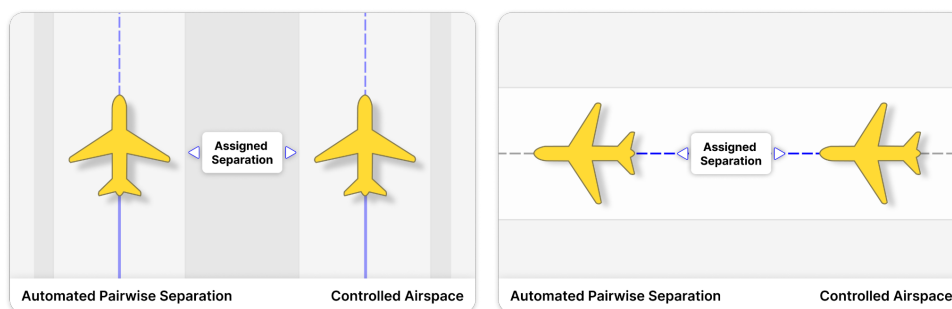 Assigned
Separation
Automated Pairwise Separation
Controlled Airspace
Assigned
Separation
Automated Pairwise Separation
Controlled Airspace